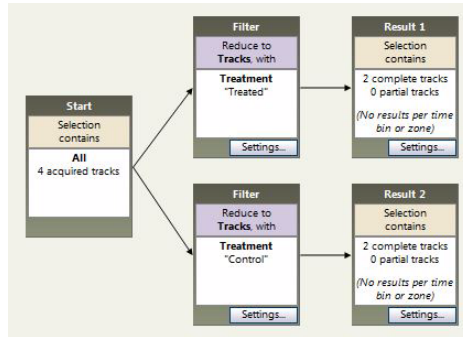 Start
Selection
contains
All
4 acquired tracks
Filter
Reduce to
Tracks, with
Treatment
"Treated"
Settings...
Result 1
Selection
contains
2 complete tracks
0 partial tracks
(No results per time
bin or zone)
Settings...
Filter
Reduce to
Tracks, with
Treatment
"Control"
Settings...
Result 2
Selection
contains
2 complete tracks
0 partial tracks
(No results per time
bin or zone)
Settings...